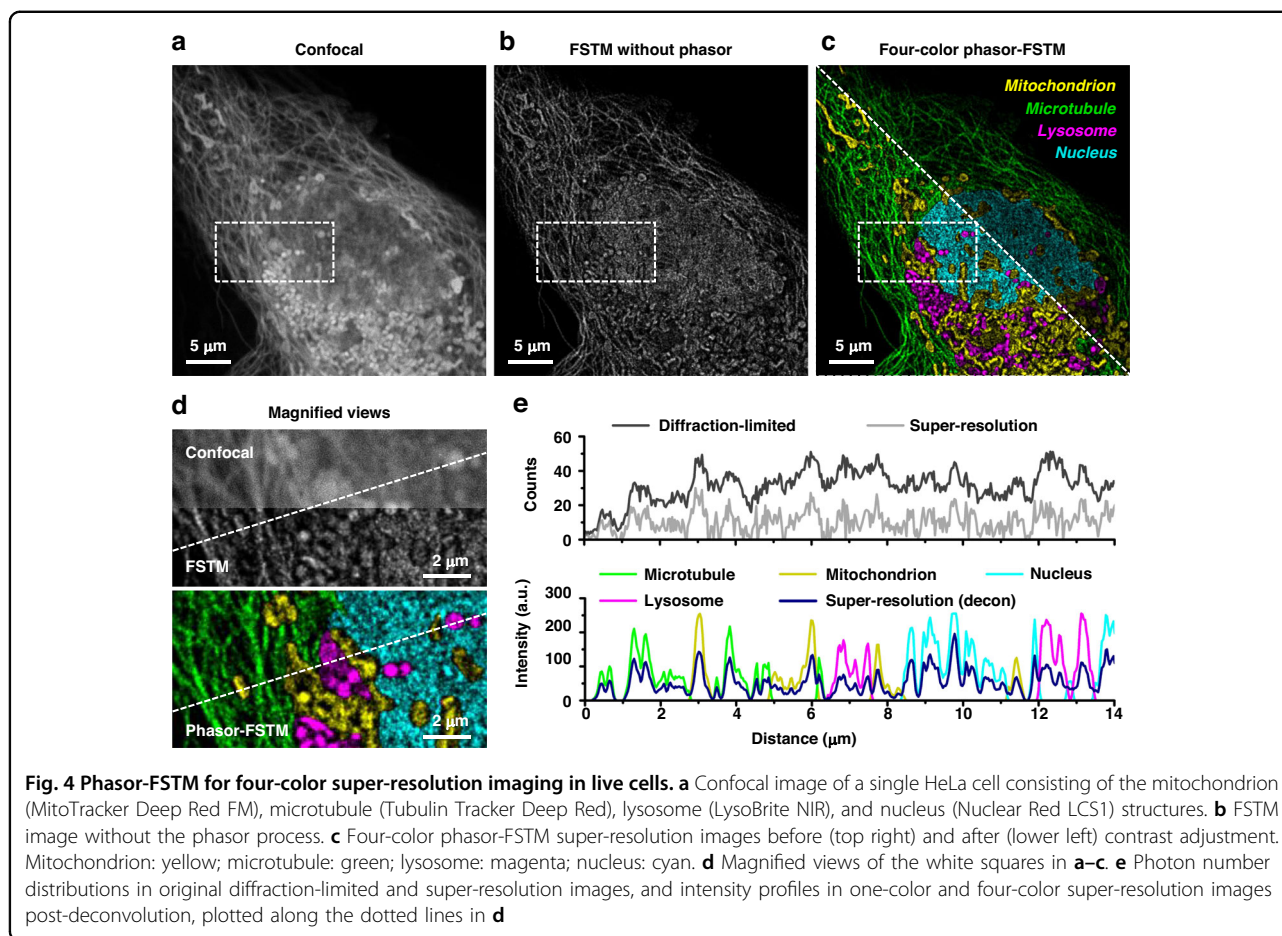 a
Confocal
5 μm
b
FSTM without phasor
5 μm
c
Four-color phasor-FSTM
Mitochondrion
Microtubule
Lysosome
Nucleus
5 μm
d
Magnified views
Confocal
FSTM
2 μm
Phasor-FSTM
2 μm
e
Diffraction-limited
Super-resolution
60
40
20
0
Counts
Microtubule
Mitochondrion
Nucleus
Lysosome
Super-resolution (decon)
300
200
100
0
Intensity (a.u.)
0 2 4 6 8 10 12 14
Distance (μm)
Fig. 4 Phasor-FSTM for four-color super-resolution imaging in live cells. a Confocal image of a single HeLa cell consisting of the mitochondrion
(MitoTracker Deep Red FM), microtubule (Tubulin Tracker Deep Red), lysosome (LysoBrite NIR), and nucleus (Nuclear Red LCS1) structures. b FSTM
image without the phasor process. c Four-color phasor-FSTM super-resolution images before (top right) and after (lower left) contrast adjustment.
Mitochondrion: yellow; microtubule: green; lysosome: magenta; nucleus: cyan. d Magnified views of the white squares in a–c. e Photon number
distributions in original diffraction-limited and super-resolution images, and intensity profiles in one-color and four-color super-resolution images
post-deconvolution, plotted along the dotted lines in d